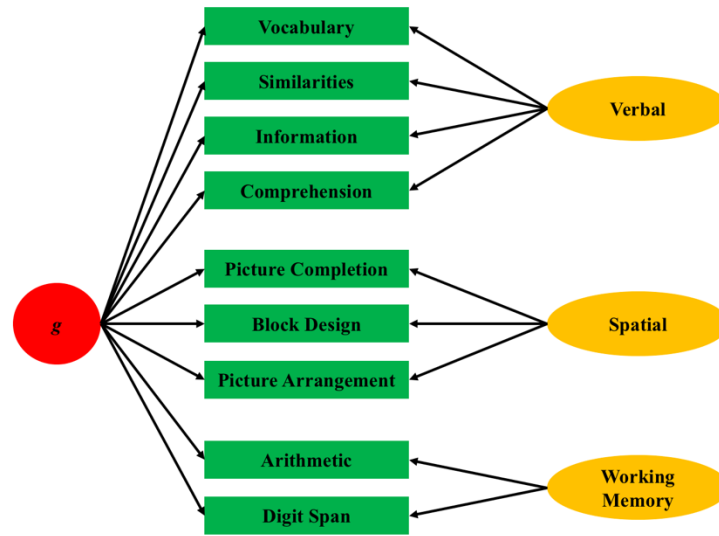 Vocabulary
Similarities
Verbal
Information
Comprehension
Picture Completion
g
Block Design
Spatial
Picture Arrangement
Arithmetic
Working
Memory
Digit Span